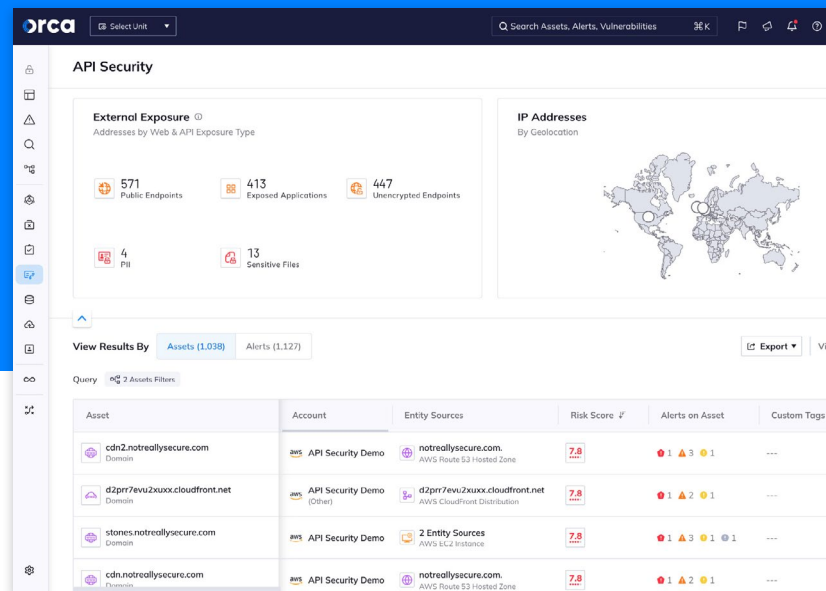 orca
Select Unit
Search Assets, Alerts, Vulnerabilities
⌘K
API Security
External Exposure
Addresses by Web & API Exposure Type
571
Public Endpoints
413
Exposed Applications
447
Unencrypted Endpoints
4
PII
13
Sensitive Files
IP Addresses
By Geolocation
View Results By
Assets (1,038)
Alerts (1,127)
Export
Vi
Query
2 Assets Filters
Asset
Account
Entity Sources
Risk Score
Alerts on Asset
Custom Tags
cdn2.notreallysecure.com
Domain
aws
API Security Demo
notreallysecure.com.
AWS Route 53 Hosted Zone
7.8
1 3 1
---
d2prr7evu2xuxx.cloudfront.net
Domain
aws
API Security Demo
(Other)
d2prr7evu2xuxx.cloudfront.net
AWS CloudFront Distribution
7.8
1 2 1
---
stones.notreallysecure.com
Domain
aws
API Security Demo
2 Entity Sources
AWS EC2 Instance
7.8
1 3 1 1
---
cdn.notreallysecure.com
Domain
aws
API Security Demo
notreallysecure.com.
AWS Route 53 Hosted Zone
7.8
1 2 1
---